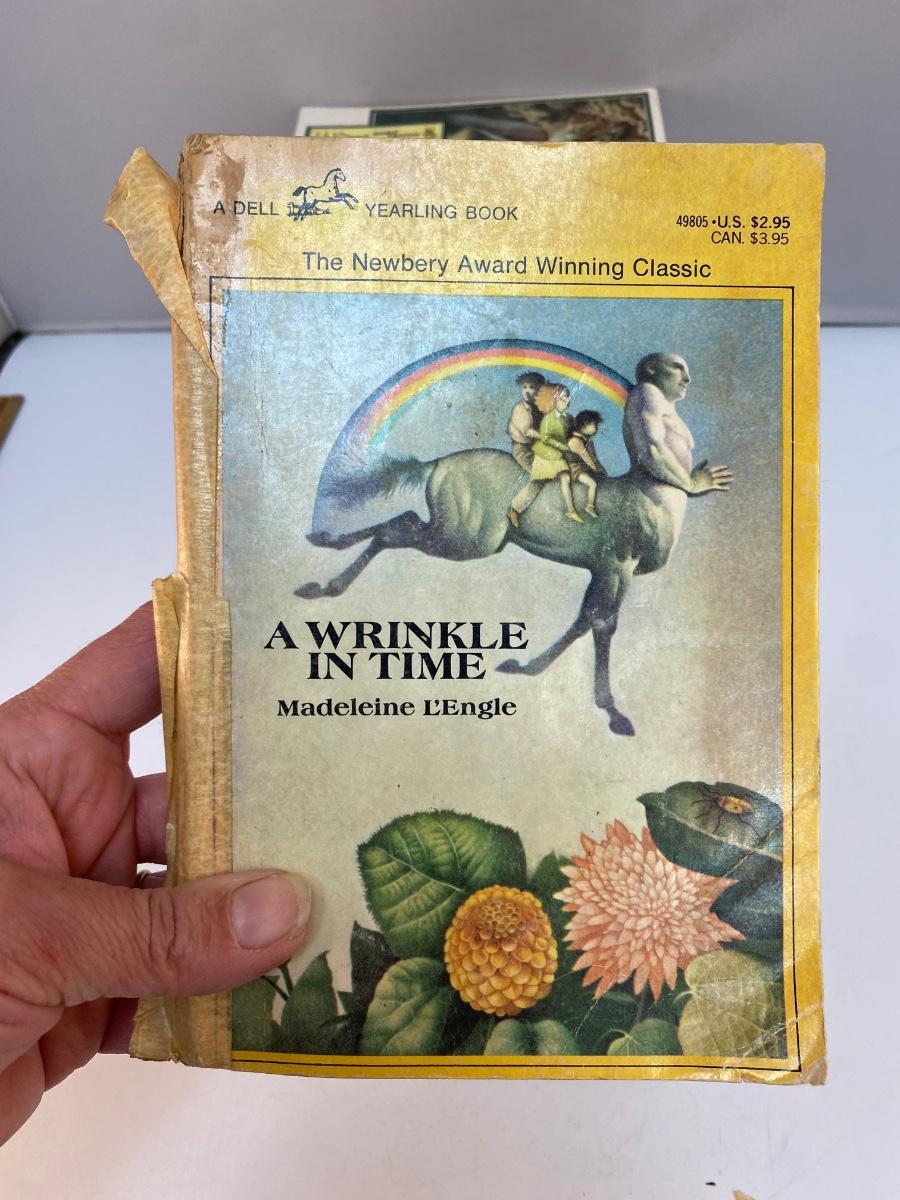 A DELL YEARLING BOOK
49805 • U.S. $2.95
CAN. $3.95
The Newbery Award Winning Classic
A WRINKLE
IN TIME
Madeleine L'Engle